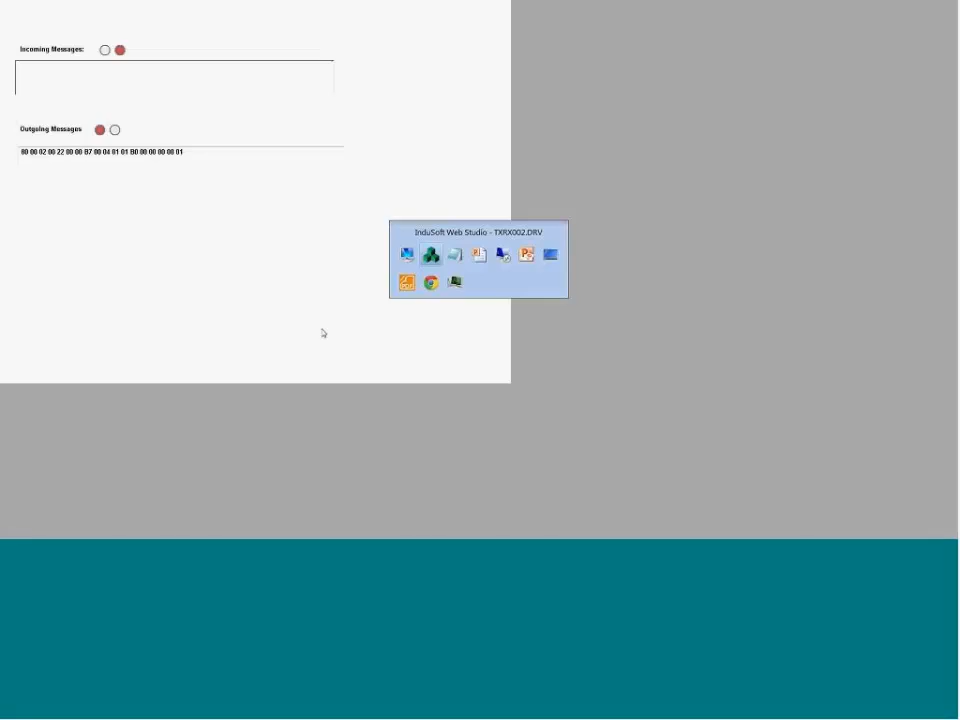 Incoming Messages:
Outgoing Messages
80 00 02 00 22 00 00 B7 00 04 01 01 B0 00 00 00 00 01
InduSoft Web Studio - TXRX002.DRV